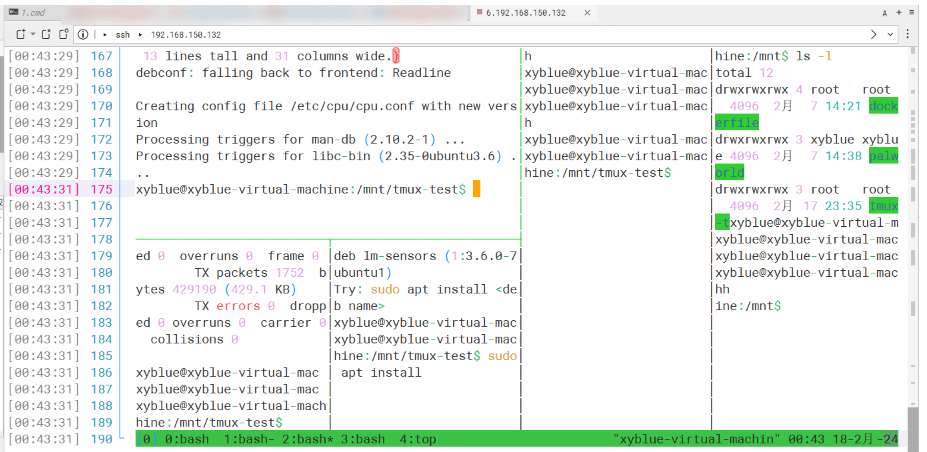 1.cmd
6.192.168.150.132
ssh
192.168.150.132
[00:43:29] 167 13 lines tall and 31 columns wide.) h hine:/mnt$ ls -l
[00:43:29] 168 debconf: falling back to frontend: Readline xyblue@xyblue-virtual-mac total 12
[00:43:29] 169 xyblue@xyblue-virtual-mac drwxrwxrwx 4 root root
[00:43:29] 170 Creating config file /etc/cpu/cpu.conf with new vers xyblue@xyblue-virtual-mac 4096 2月 7 14:21 dock
[00:43:29] 171 ion h erfile
[00:43:29] 172 Processing triggers for man-db (2.10.2-1) ... xyblue@xyblue-virtual-mac drwxrwxrwx 3 xyblue xyblu
[00:43:29] 173 Processing triggers for libc-bin (2.35-0ubuntu3.6) . xyblue@xyblue-virtual-mac e 4096 2月 7 14:38 palw
[00:43:29] 174 .. hine:/mnt/tmux-test$ orld
[00:43:31] 175 xyblue@xyblue-virtual-machine:/mnt/tmux-test$ drwxrwxrwx 3 root root
[00:43:31] 176 4096 2月 17 23:35 tmux
[00:43:31] 177 -txyblue@xyblue-virtual-m
[00:43:31] 178 xyblue@xyblue-virtual-mac
[00:43:31] 179 ed 0 overruns 0 frame 0 deb lm-sensors (1:3.6.0-7 xyblue@xyblue-virtual-mac
[00:43:31] 180 TX packets 1752 b ubuntu1) xyblue@xyblue-virtual-mac
[00:43:31] 181 ytes 429190 (429.1 KB) Try: sudo apt install <de hh
[00:43:31] 182 TX errors 0 dropp b name> ine:/mnt$
[00:43:31] 183 ed 0 overruns 0 carrier 0 xyblue@xyblue-virtual-mac
[00:43:31] 184 collisions 0 xyblue@xyblue-virtual-mac
[00:43:31] 185 hine:/mnt/tmux-test$ sudo
[00:43:31] 186 xyblue@xyblue-virtual-mac apt install
[00:43:31] 187 xyblue@xyblue-virtual-mac
[00:43:31] 188 xyblue@xyblue-virtual-mach
[00:43:31] 189 hine:/mnt/tmux-test$
[00:43:31] 190 [0] 0:bash 1:bash- 2:bash* 3:bash 4:top "xyblue-virtual-machin" 00:43 18-2月-24